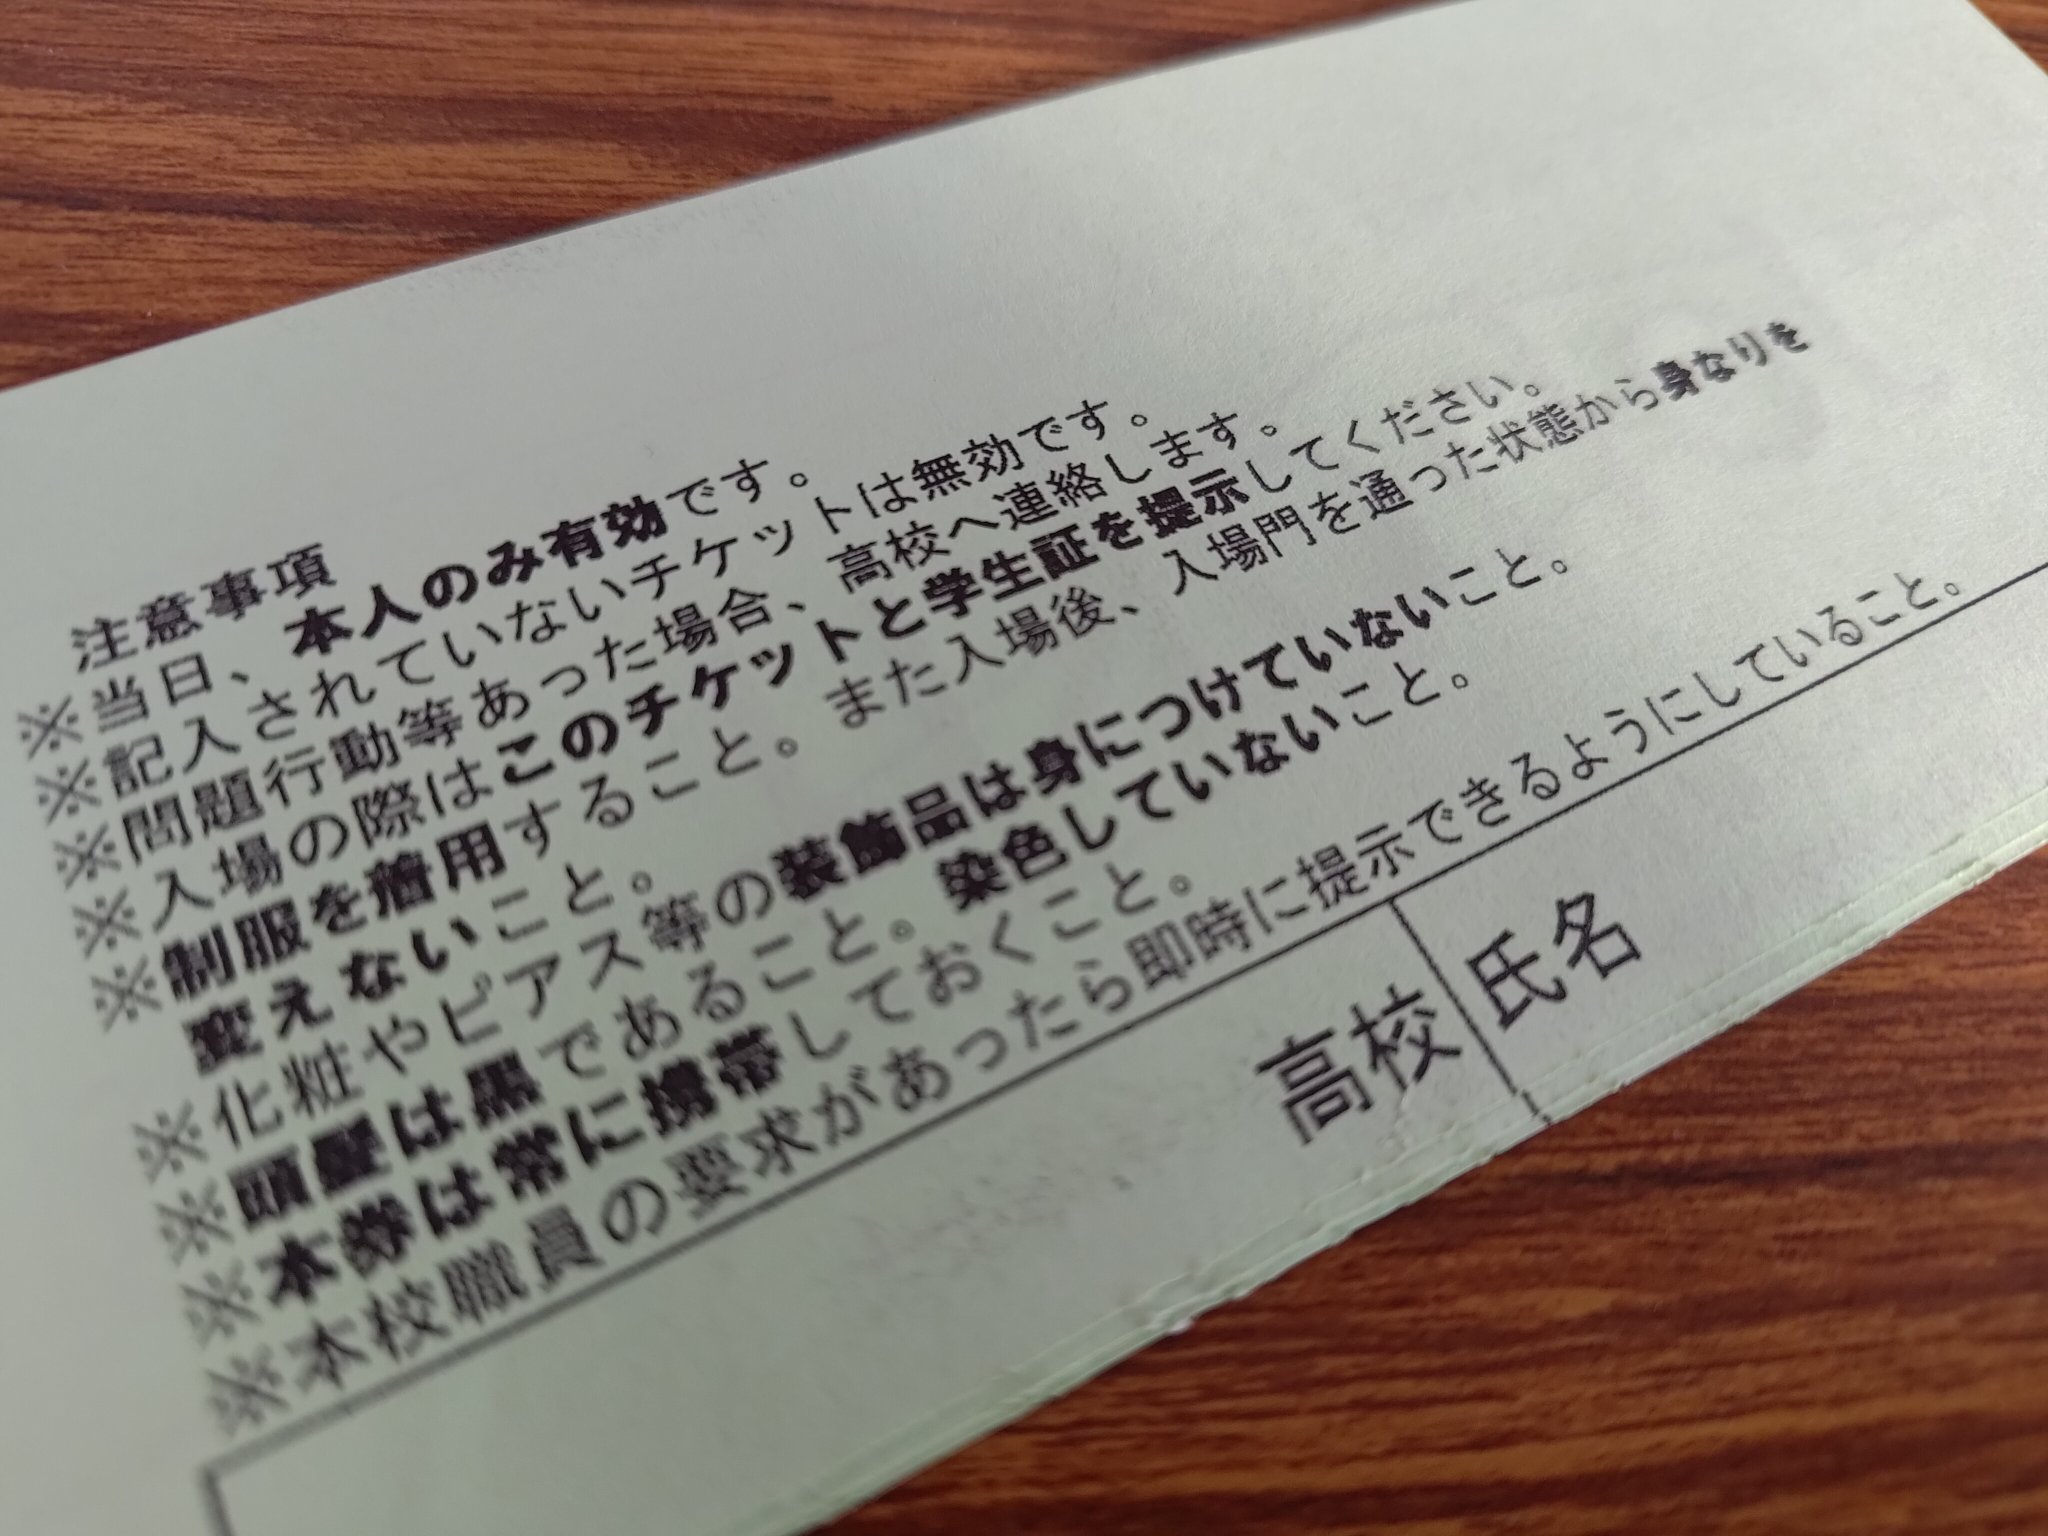 注意事項
※当日、本人のみ有効です。
※記入されていないチケットは無効です。
※問題行動等あった場合、高校へ連絡します。
※入場の際はこのチケットと学生証を提示してください。
※制服を着用すること。また入場後、入場門を通った状態から身なりを
変えないこと。
※化粧やピアス等の装飾品は身につけていないこと。
※頭髪は黒であること。染色していないこと。
※本券は常に携帯しておくこと。
※本校職員の要求があったら即時に提示できるようにしていること。
高校 氏名